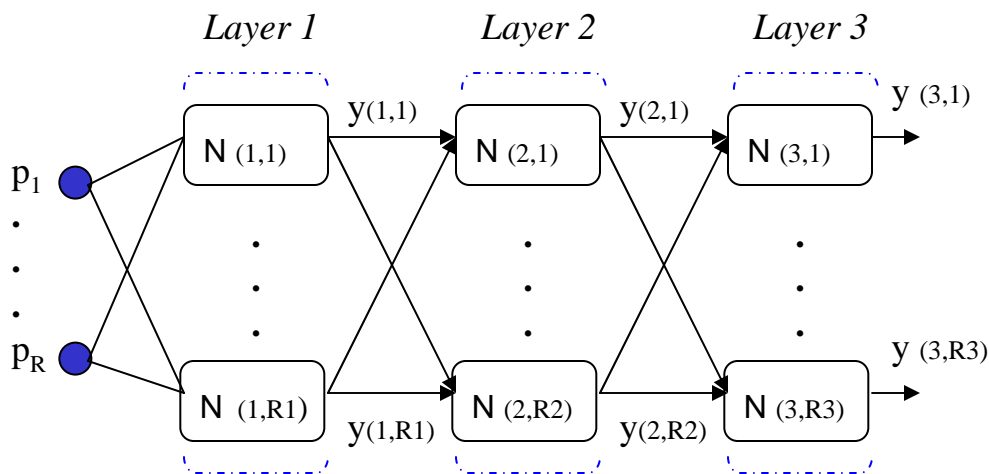 Layer 1 Layer 2 Layer 3
y(1,1) y(2,1) y (3,1)
N (1,1) N (2,1) N (3,1)
p1
. . . .
. . . .
. . . .
pR
y (3,R3)
N (1,R1) N (2,R2) N (3,R3)
y(1,R1) y(2,R2)